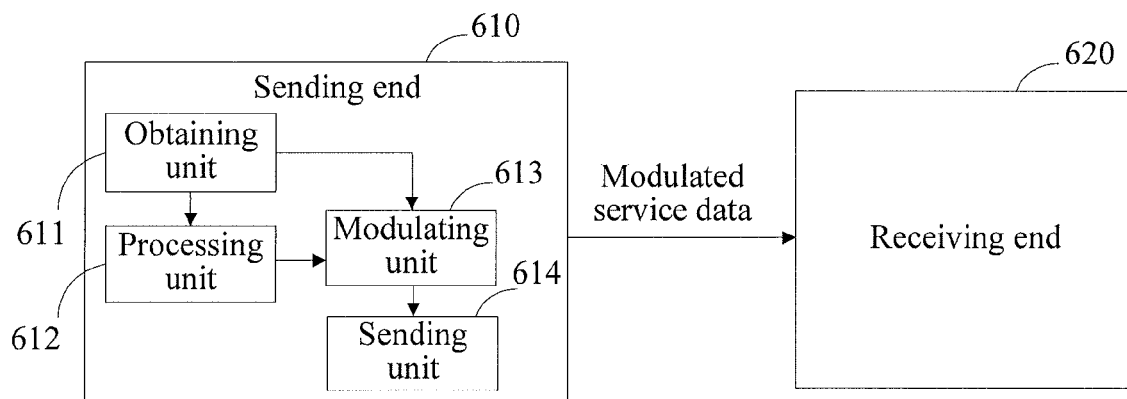 610
Sending end
620
Obtaining
unit
613
611
Processing
unit
Modulating
unit
612
614
Sending
unit
Modulated
service data
Receiving end